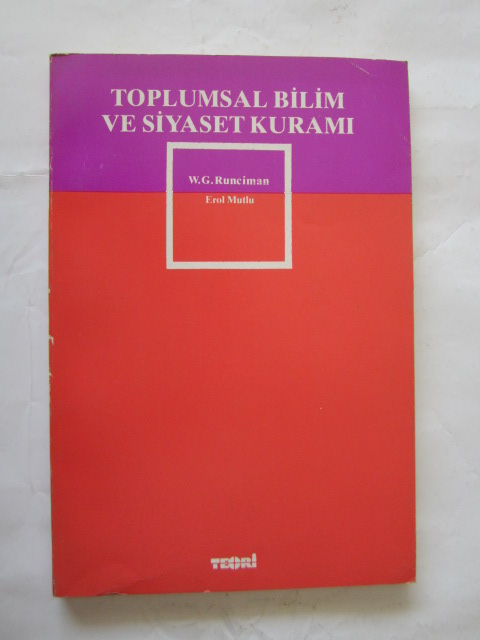 TOPLUMSAL BİLİM
VE SİYASET KURAMI
W.G.Runciman
Erol Mutlu
TEORİ